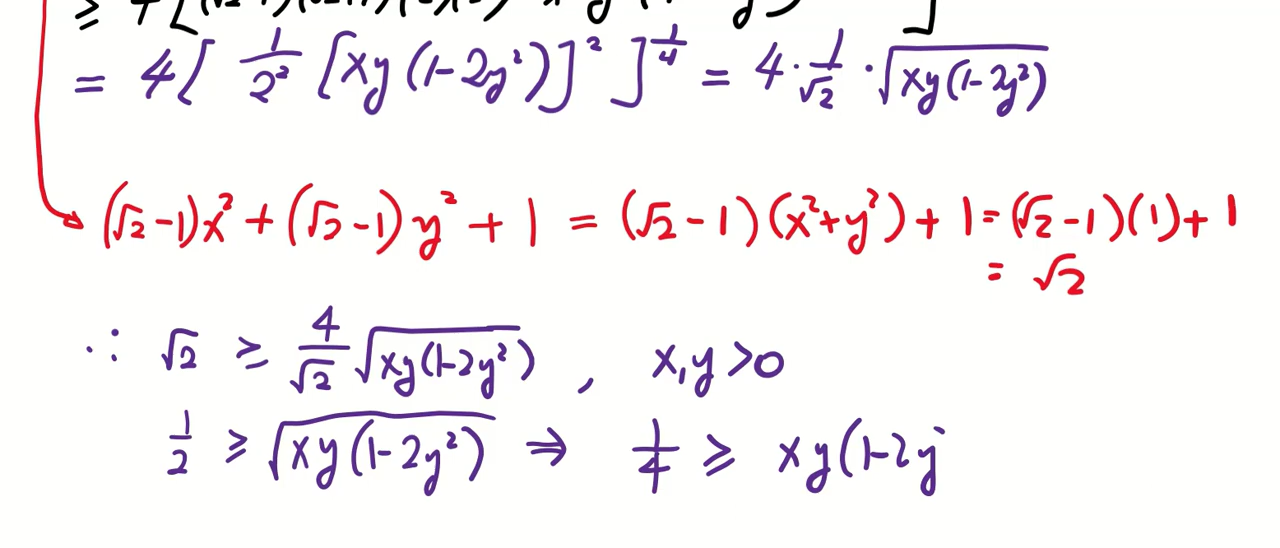 = 4[ 1/2² [xy(1-2y²)]² ]^{1/4} = 4 · 1/√2 · √(xy(1-2y²))
(√2-1)x² + (√2-1)y² + 1 = (√2-1)(x²+y²) + 1 = (√2-1)(1) + 1
= √2
∴ √2 ≥ 4/√2 √(xy(1-2y²)) , x,y>0
1/2 ≥ √(xy(1-2y²)) ⇒ 1/4 ≥ xy(1-2y